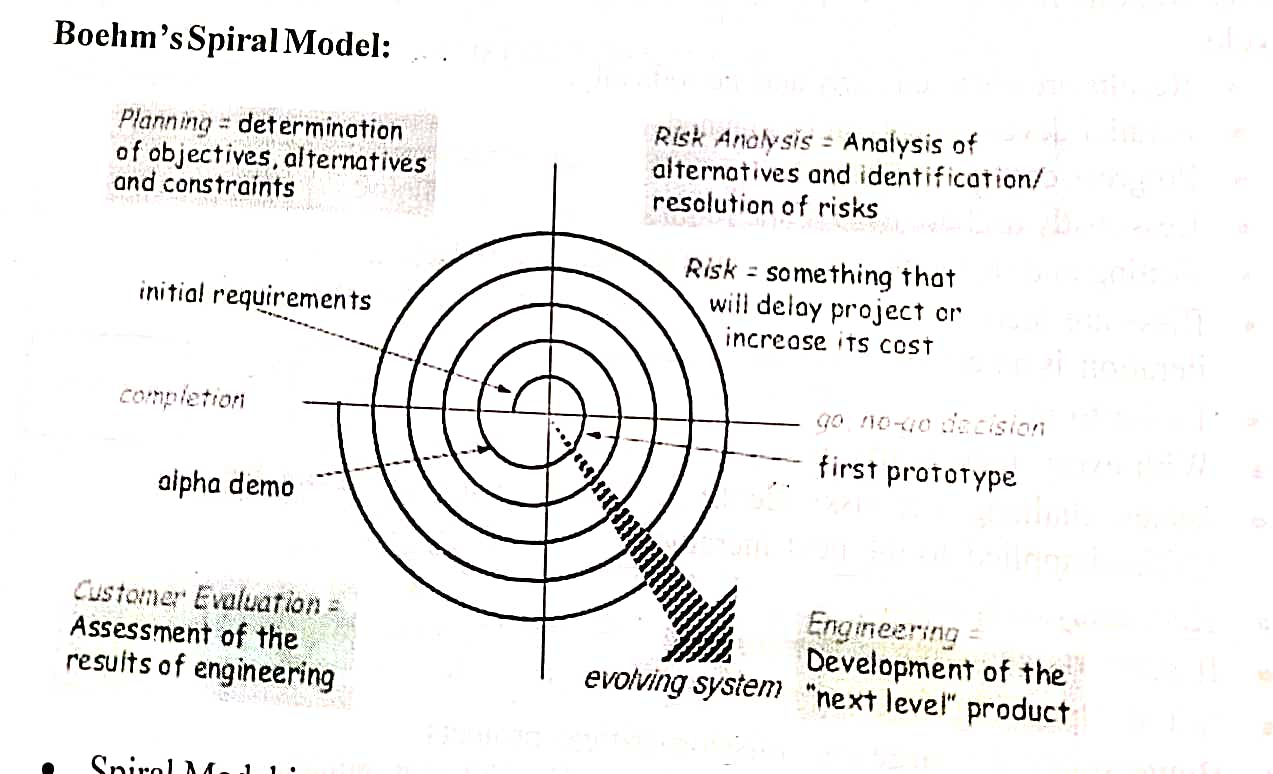 Boehm's Spiral Model:
Planning = determination
of objectives, alternatives
and constraints
Risk Analysis = Analysis of
alternatives and identification/
resolution of risks
Risk = something that
will delay project or
increase its cost
initial requirements
completion
go, no-go decision
first prototype
alpha demo
Customer Evaluation =
Assessment of the
results of engineering
Engineering =
Development of the
"next level" product
evolving system
• Spiral Model